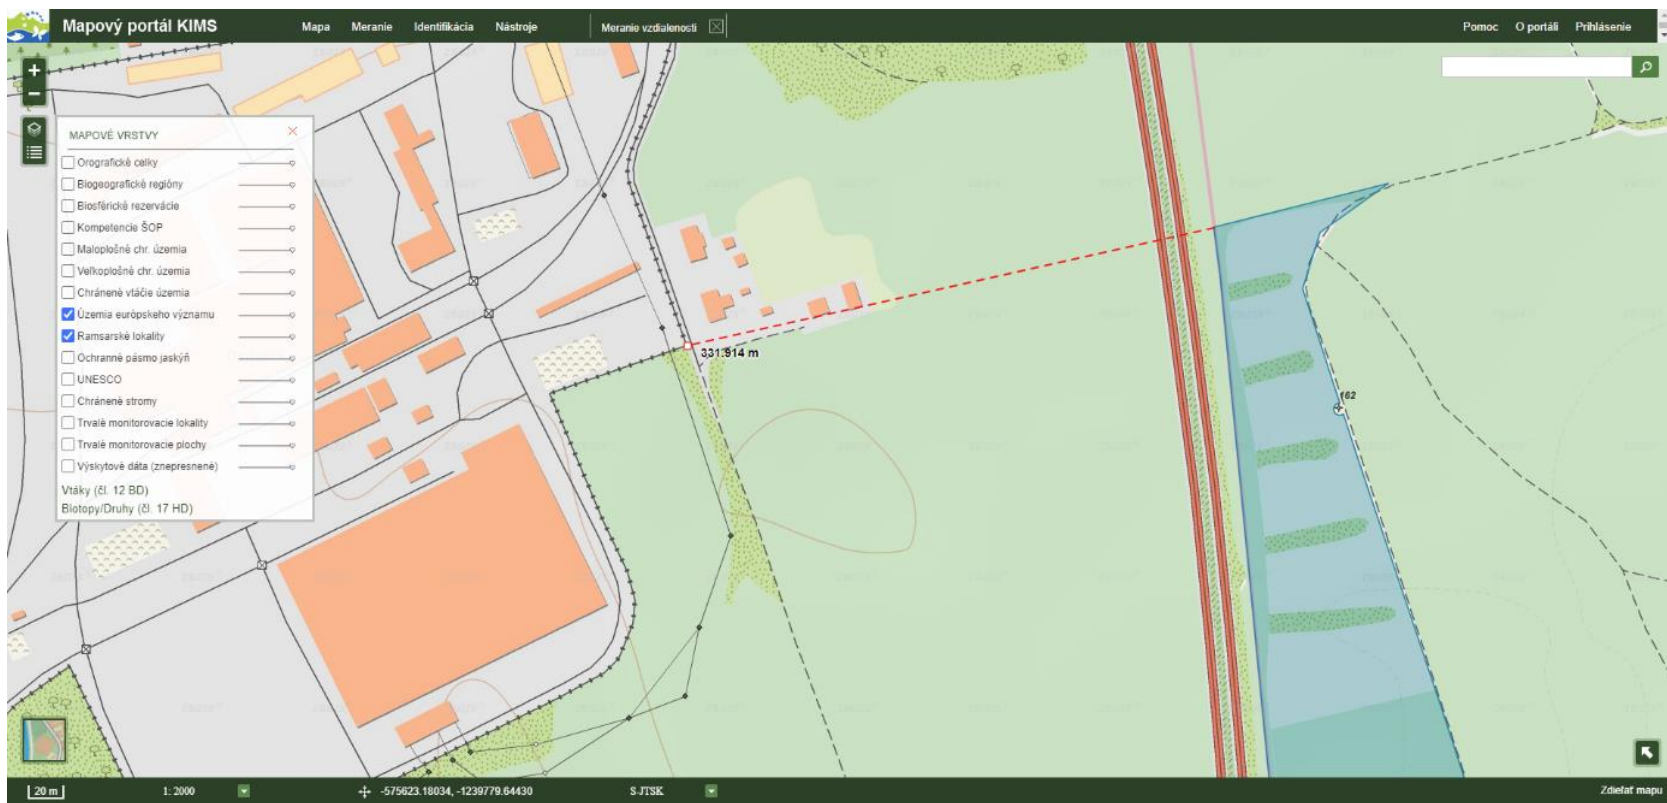 Mapový portál KIMS
Mapa Meranie Identifikácia Nástroje Meranie vzdialenosti Pomoc O portáli Prihlásenie
MAPOVÉ VRSTVY
Orografické celky
Biogeografické regióny
Biosférické rezervácie
Kompetencie ŠOP
Maloplošné chr. územia
Veľkoplošné chr. územia
Chránené vtáčie územia
Územia európskeho významu
Ramsarské lokality
Ochranné pásmo jaskýň
UNESCO
Chránené stromy
Trvalé monitorovacie lokality
Trvalé monitorovacie plochy
Výskytové dáta (znepresnené)
Vtáky (čl. 12 BD)
Biotopy/Druhy (čl. 17 HD)
331.914 m
162
20 m 1: 2000 -575623.18034, -1239779.64430 S-JTSK Zdieľať mapu